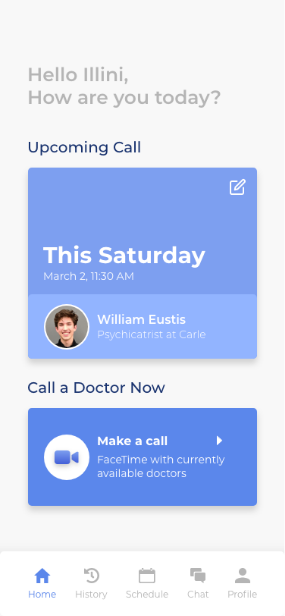 Hello Illini,
How are you today?
Upcoming Call
This Saturday
March 2, 11:30 AM
William Eustis
Psychicatrist at Carle
Call a Doctor Now
Make a call
FaceTime with currently
available doctors
Home
History
Schedule
Chat
Profile